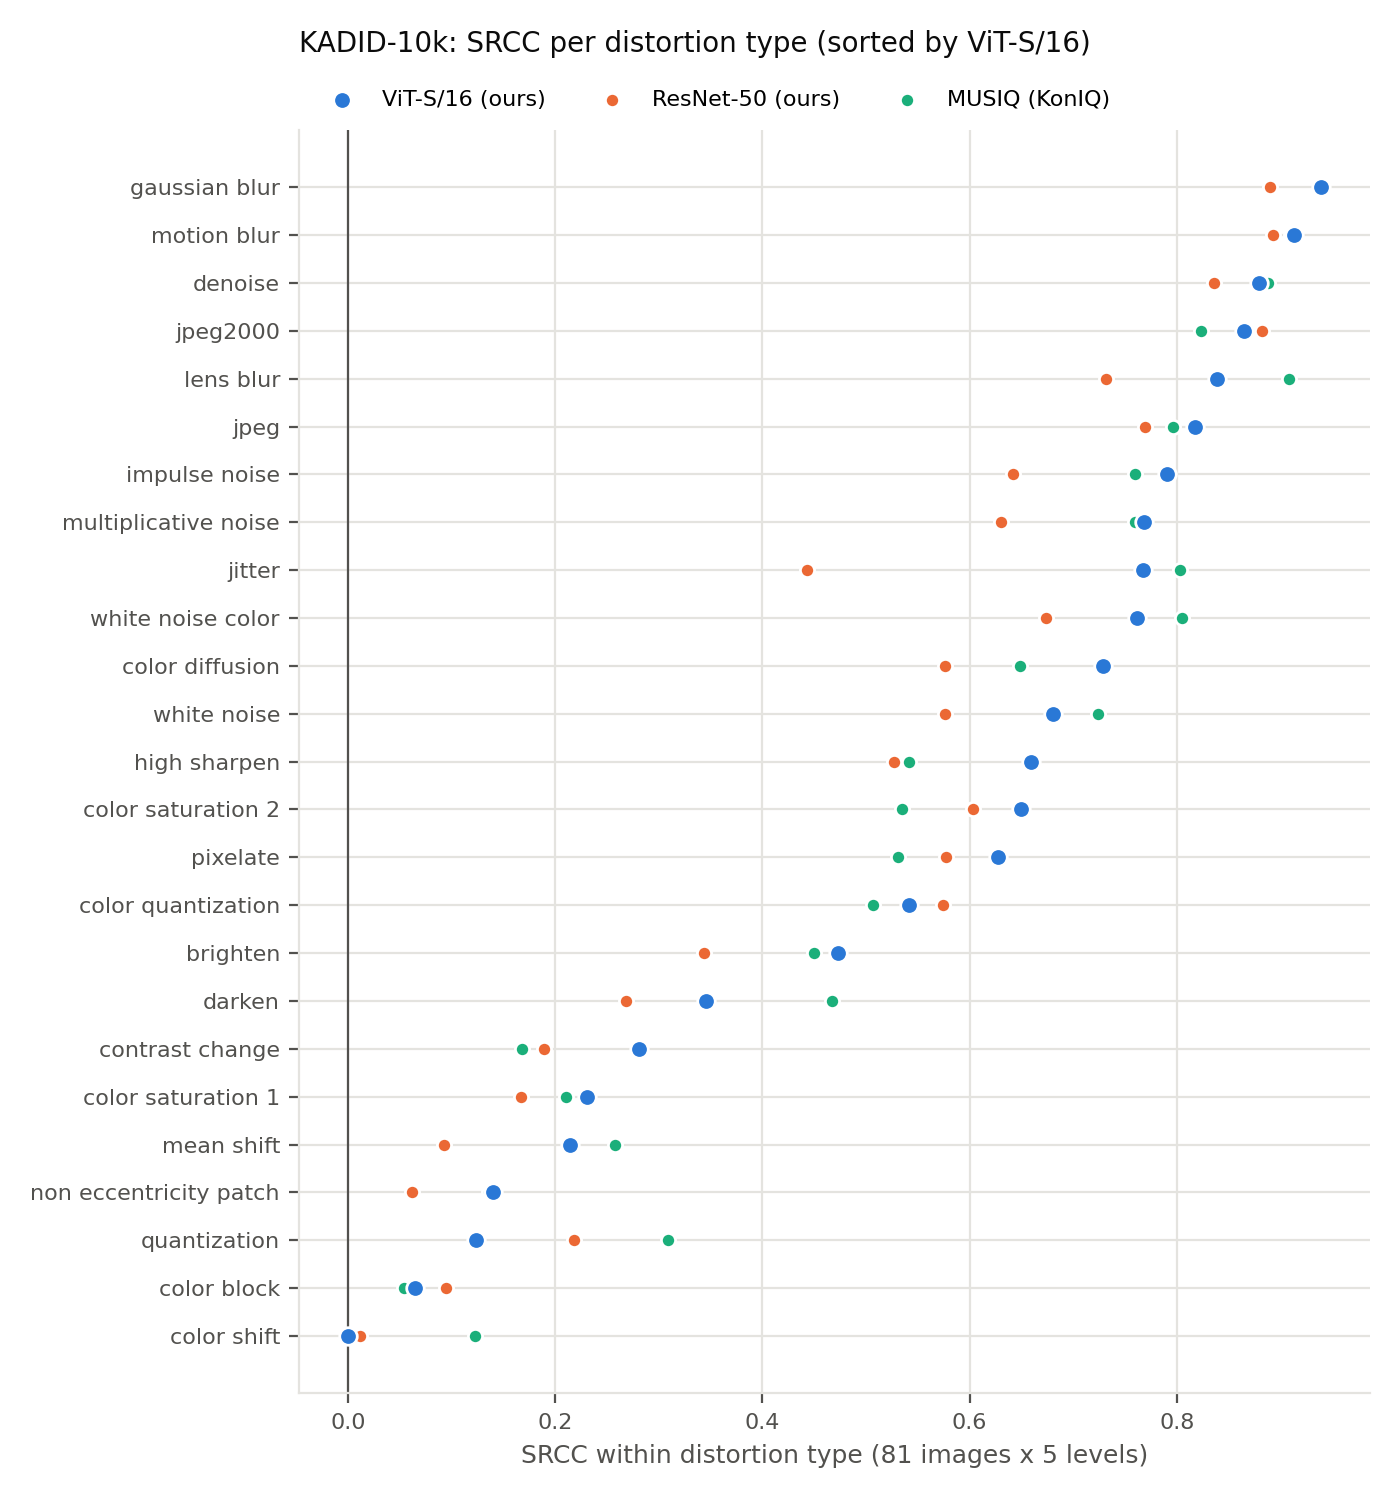 KADID-10k: SRCC per distortion type (sorted by ViT-S/16)
ViT-S/16 (ours) ResNet-50 (ours) MUSIQ (KonIQ)
gaussian blur
motion blur
denoise
jpeg2000
lens blur
jpeg
impulse noise
multiplicative noise
jitter
white noise color
color diffusion
white noise
high sharpen
color saturation 2
pixelate
color quantization
brighten
darken
contrast change
color saturation 1
mean shift
non eccentricity patch
quantization
color block
color shift
0.0 0.2 0.4 0.6 0.8
SRCC within distortion type (81 images x 5 levels)